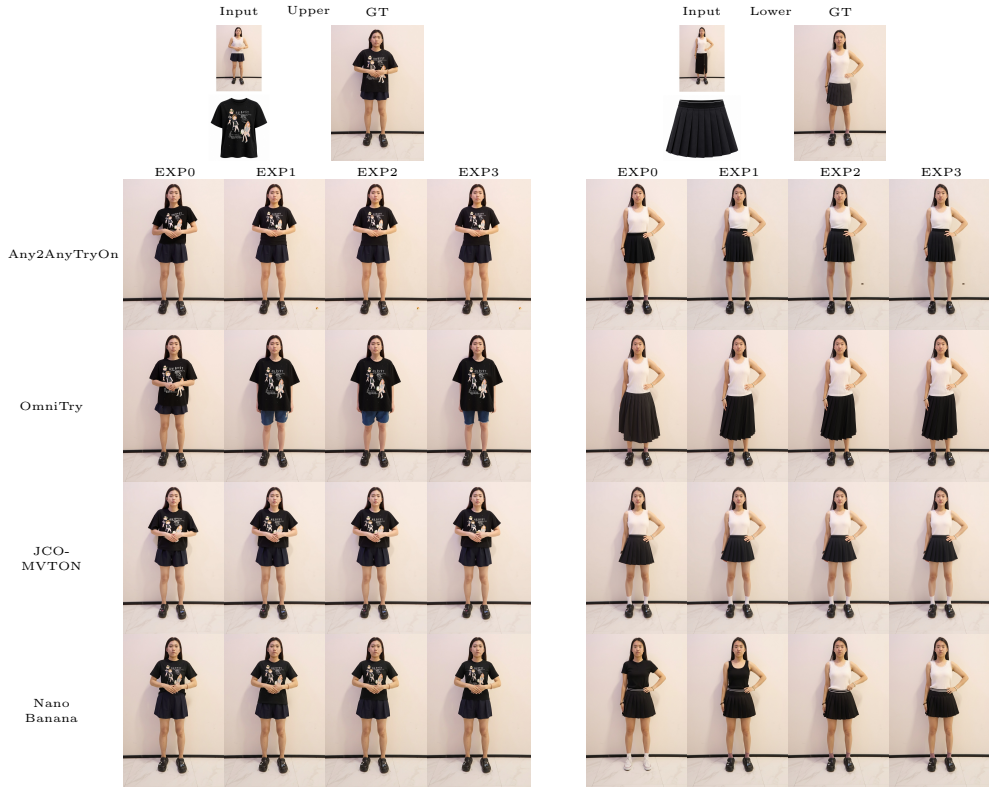 Input Upper GT Input Lower GT
EXP0 EXP1 EXP2 EXP3 EXP0 EXP1 EXP2 EXP3
Any2AnyTryOn
OmniTry
JCO-
MVTON
Nano
Banana